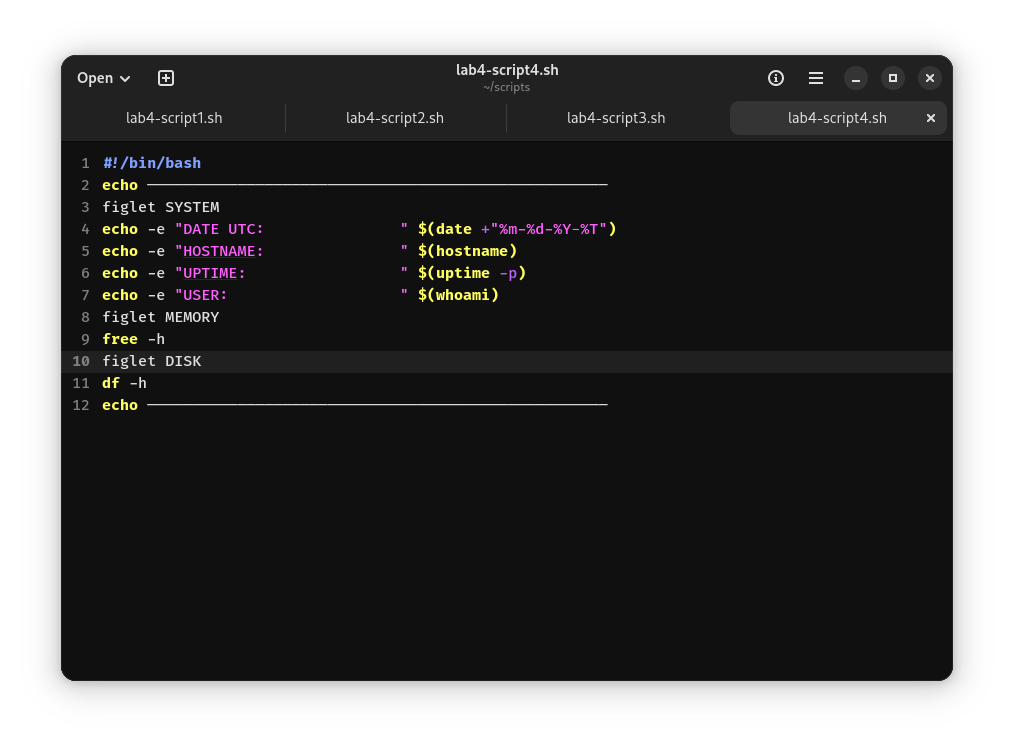 Open
lab4-script4.sh
~/scripts
lab4-script1.sh lab4-script2.sh lab4-script3.sh lab4-script4.sh
1 #!/bin/bash
2 echo ---------------------------------------------------
3 figlet SYSTEM
4 echo -e "DATE UTC:               " $(date +"%m-%d-%Y-%T")
5 echo -e "HOSTNAME:               " $(hostname)
6 echo -e "UPTIME:                 " $(uptime -p)
7 echo -e "USER:                   " $(whoami)
8 figlet MEMORY
9 free -h
10 figlet DISK
11 df -h
12 echo ---------------------------------------------------